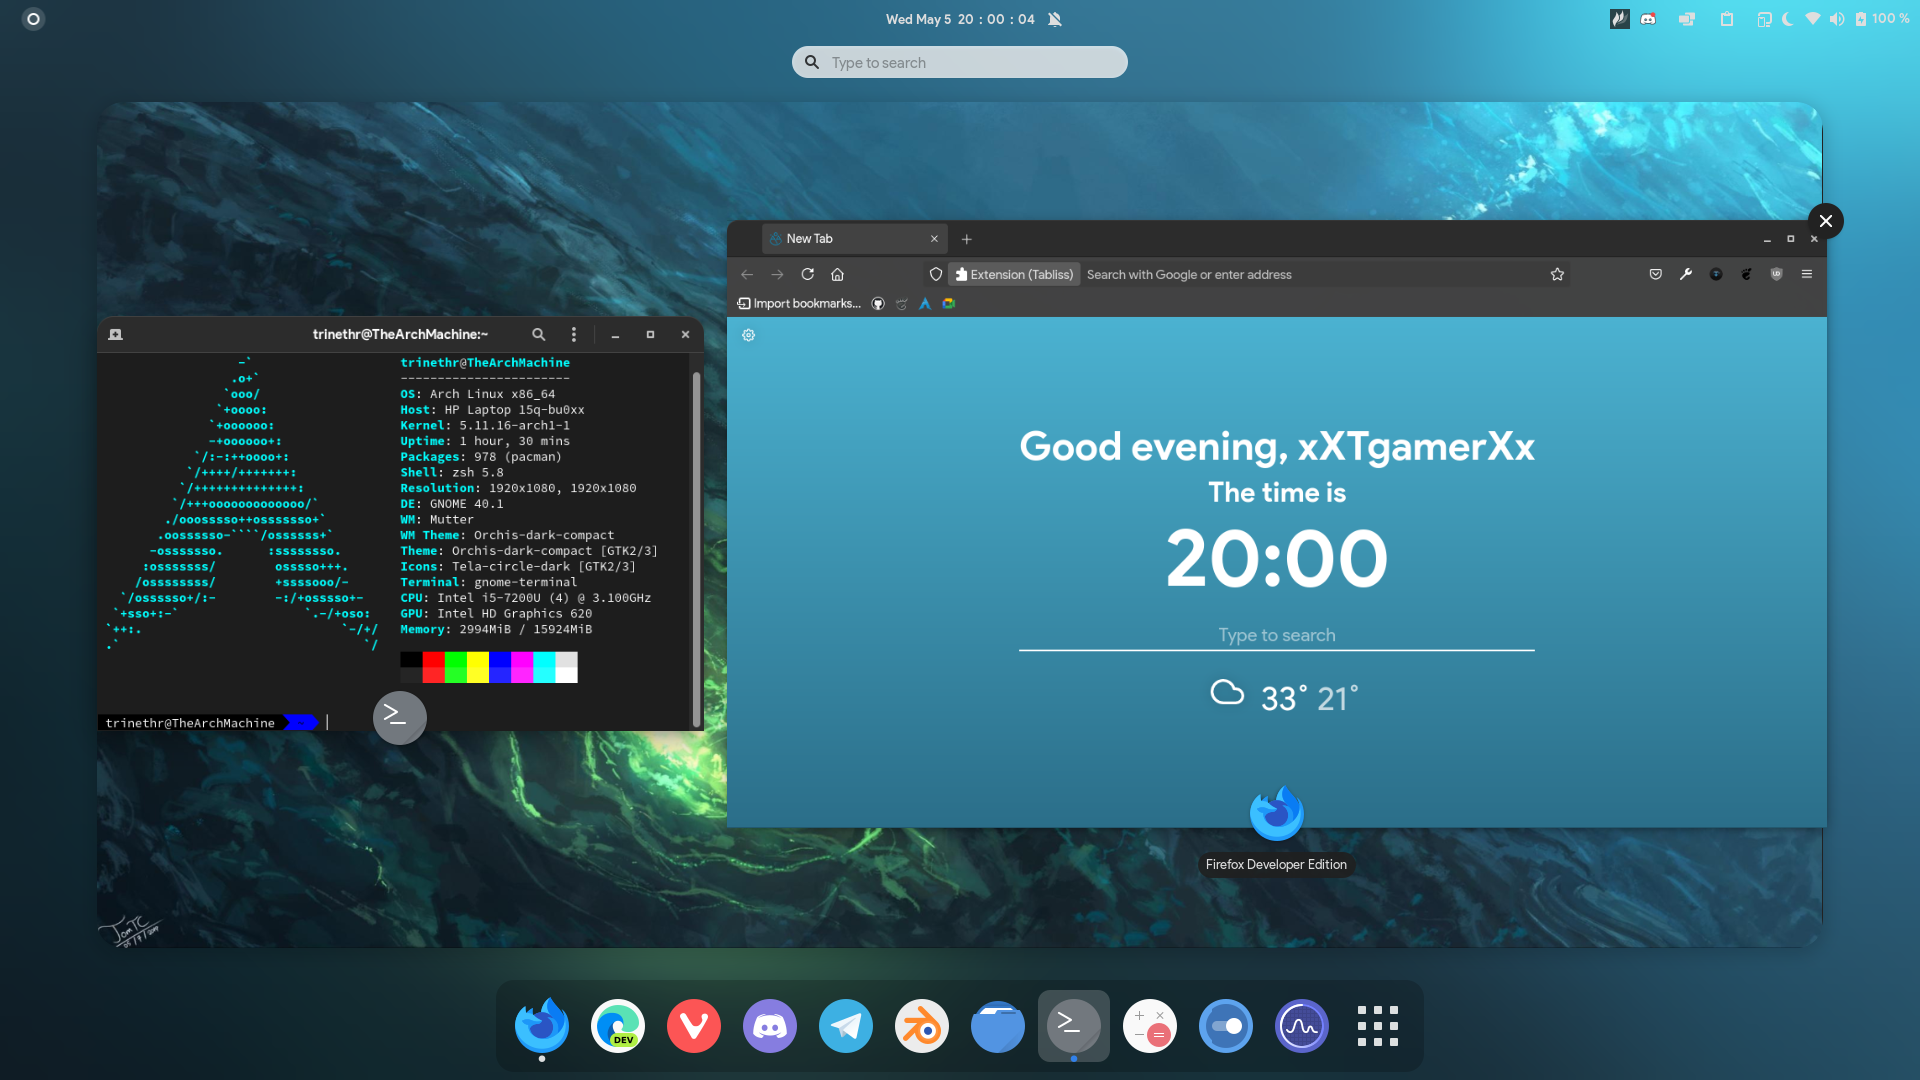 Wed May 5 20 : 00 : 04
100 %
Type to search
New Tab
Extension (Tabliss) Search with Google or enter address
Import bookmarks...
trinethr@TheArchMachine:~
trinethr@TheArchMachine
-----------------------
OS: Arch Linux x86_64
Host: HP Laptop 15q-bu0xx
Kernel: 5.11.16-arch1-1
Uptime: 1 hour, 30 mins
Packages: 978 (pacman)
Shell: zsh 5.8
Resolution: 1920x1080, 1920x1080
DE: GNOME 40.1
WM: Mutter
WM Theme: Orchis-dark-compact
Theme: Orchis-dark-compact [GTK2/3]
Icons: Tela-circle-dark [GTK2/3]
Terminal: gnome-terminal
CPU: Intel i5-7200U (4) @ 3.100GHz
GPU: Intel HD Graphics 620
Memory: 2994MiB / 15924MiB
trinethr@TheArchMachine ~
Good evening, xXTgamerXx
The time is
20:00
Type to search
33° 21°
Firefox Developer Edition
TomTC
DEV